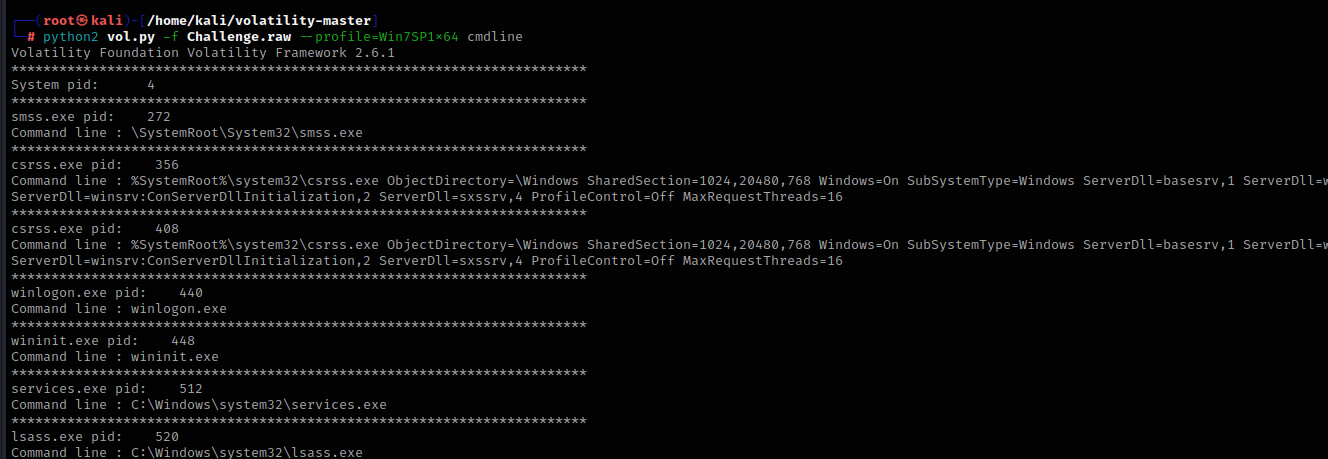 ┌──(root㉿kali)-[/home/kali/volatility-master]
└─# python2 vol.py -f Challenge.raw --profile=Win7SP1×64 cmdline
Volatility Foundation Volatility Framework 2.6.1
************************************************************************
System pid:      4
************************************************************************
smss.exe pid:    272
Command line : \SystemRoot\System32\smss.exe
************************************************************************
csrss.exe pid:    356
Command line : %SystemRoot%\system32\csrss.exe ObjectDirectory=\Windows SharedSection=1024,20480,768 Windows=On SubSystemType=Windows ServerDll=basesrv,1 ServerDll=w
ServerDll=winsrv:ConServerDllInitialization,2 ServerDll=sxssrv,4 ProfileControl=Off MaxRequestThreads=16
************************************************************************
csrss.exe pid:    408
Command line : %SystemRoot%\system32\csrss.exe ObjectDirectory=\Windows SharedSection=1024,20480,768 Windows=On SubSystemType=Windows ServerDll=basesrv,1 ServerDll=w
ServerDll=winsrv:ConServerDllInitialization,2 ServerDll=sxssrv,4 ProfileControl=Off MaxRequestThreads=16
************************************************************************
winlogon.exe pid:    440
Command line : winlogon.exe
************************************************************************
wininit.exe pid:    448
Command line : wininit.exe
************************************************************************
services.exe pid:    512
Command line : C:\Windows\system32\services.exe
************************************************************************
lsass.exe pid:    520
Command line : C:\Windows\system32\lsass.exe